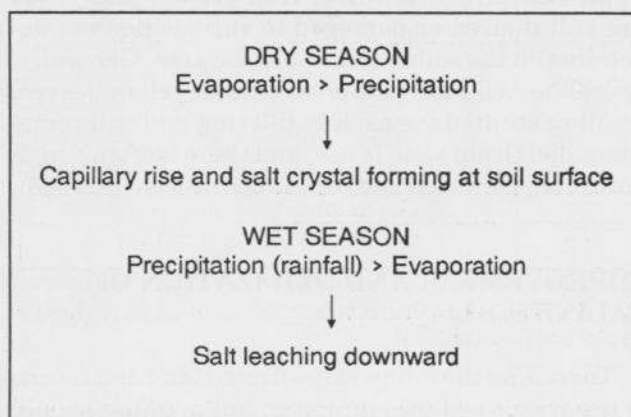 DRY SEASON
Evaporation > Precipitation
Capillary rise and salt crystal forming at soil surface
WET SEASON
Precipitation (rainfall) > Evaporation
Salt leaching downward